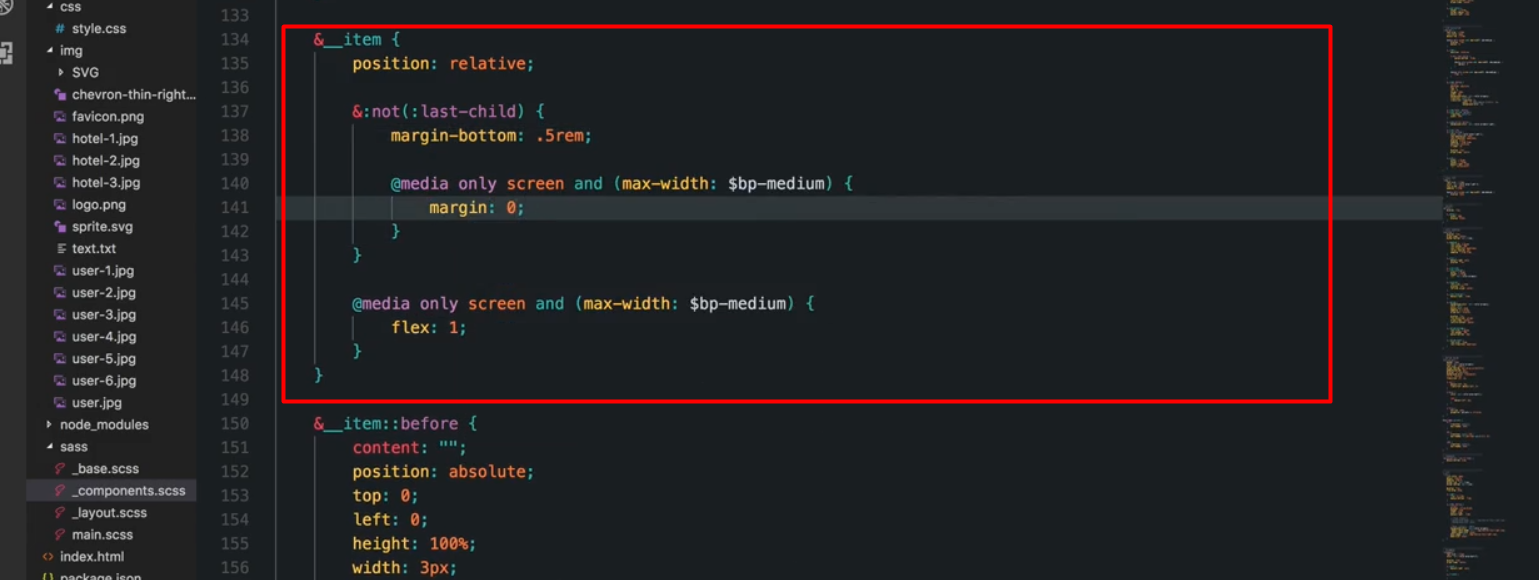 css
style.css
img
SVG
chevron-thin-right...
favicon.png
hotel-1.jpg
hotel-2.jpg
hotel-3.jpg
logo.png
sprite.svg
text.txt
user-1.jpg
user-2.jpg
user-3.jpg
user-4.jpg
user-5.jpg
user-6.jpg
user.jpg
node_modules
sass
_base.scss
_components.scss
_layout.scss
main.scss
index.html
package.json
133
134 &__item {
135 position: relative;
136
137 &:not(:last-child) {
138 margin-bottom: .5rem;
139
140 @media only screen and (max-width: $bp-medium) {
141 margin: 0;
142 }
143 }
144
145 @media only screen and (max-width: $bp-medium) {
146 flex: 1;
147 }
148 }
149
150 &__item::before {
151 content: "";
152 position: absolute;
153 top: 0;
154 left: 0;
155 height: 100%;
156 width: 3px;